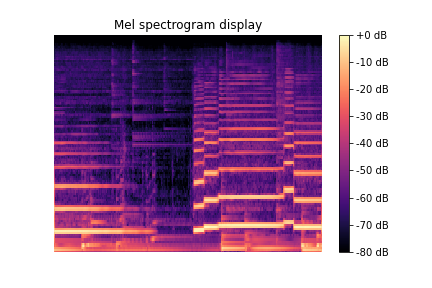 Mel spectrogram display
+0 dB
-10 dB
-20 dB
-30 dB
-40 dB
-50 dB
-60 dB
-70 dB
-80 dB